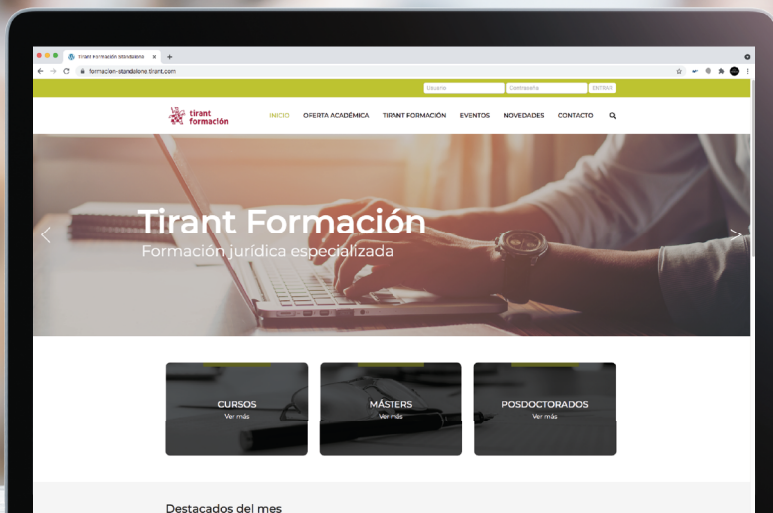 Tirant Formación Standalone
formacion-standalone.tirant.com
Usuario Contraseña ENTRAR
tirant
formación
INICIO OFERTA ACADÉMICA TIRANT FORMACIÓN EVENTOS NOVEDADES CONTACTO
Tirant Formación
Formación jurídica especializada
CURSOS MÁSTERS POSDOCTORADOS
Ver más Ver más Ver más
Destacados del mes